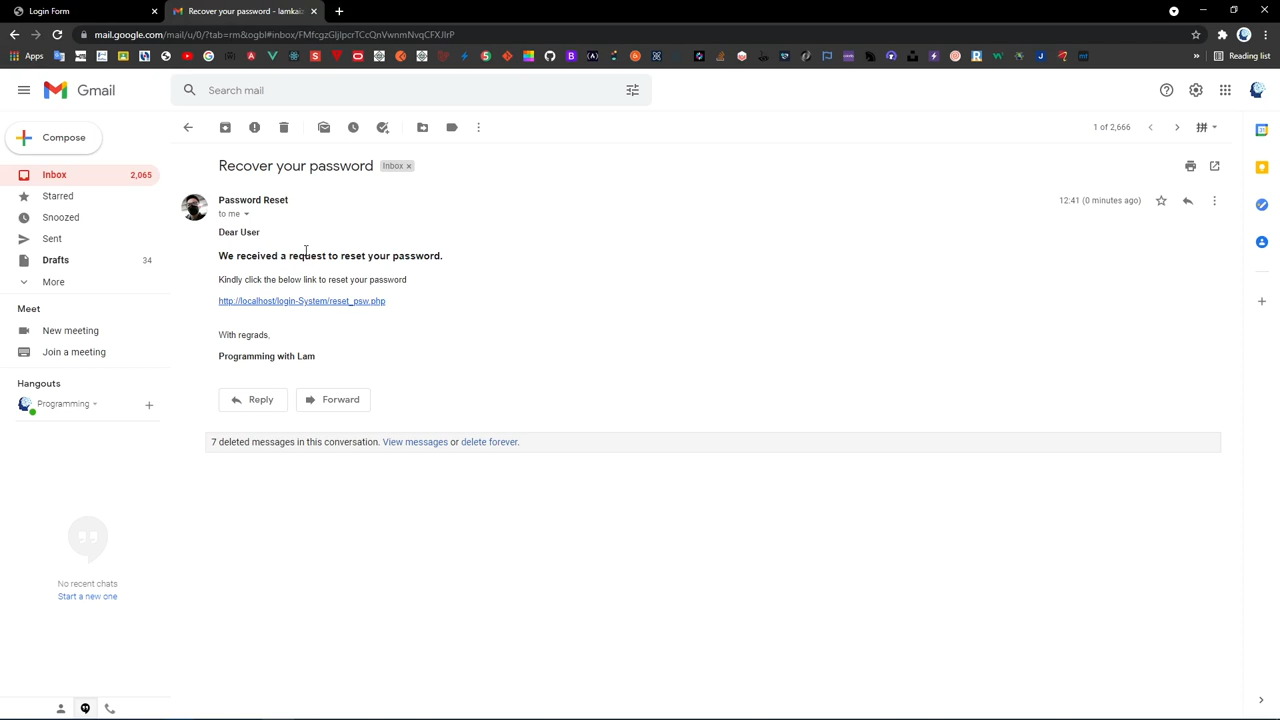 Login Form
Recover your password - lamkai
mail.google.com/mail/u/0/?tab=rm&ogbl#inbox/FMfcgzGljlpcrTCcQnVwnmNvqCFXJlrP
Apps
Reading list
Gmail
Search mail
Compose
1 of 2,666
Inbox 2,065
Starred
Snoozed
Sent
Drafts 34
More
Meet
New meeting
Join a meeting
Hangouts
Programming
No recent chats
Start a new one
Recover your password Inbox
Password Reset
12:41 (0 minutes ago)
to me
Dear User
We received a request to reset your password.
Kindly click the below link to reset your password
http://localhost/login-System/reset_psw.php
With regrads,
Programming with Lam
Reply Forward
7 deleted messages in this conversation. View messages or delete forever.